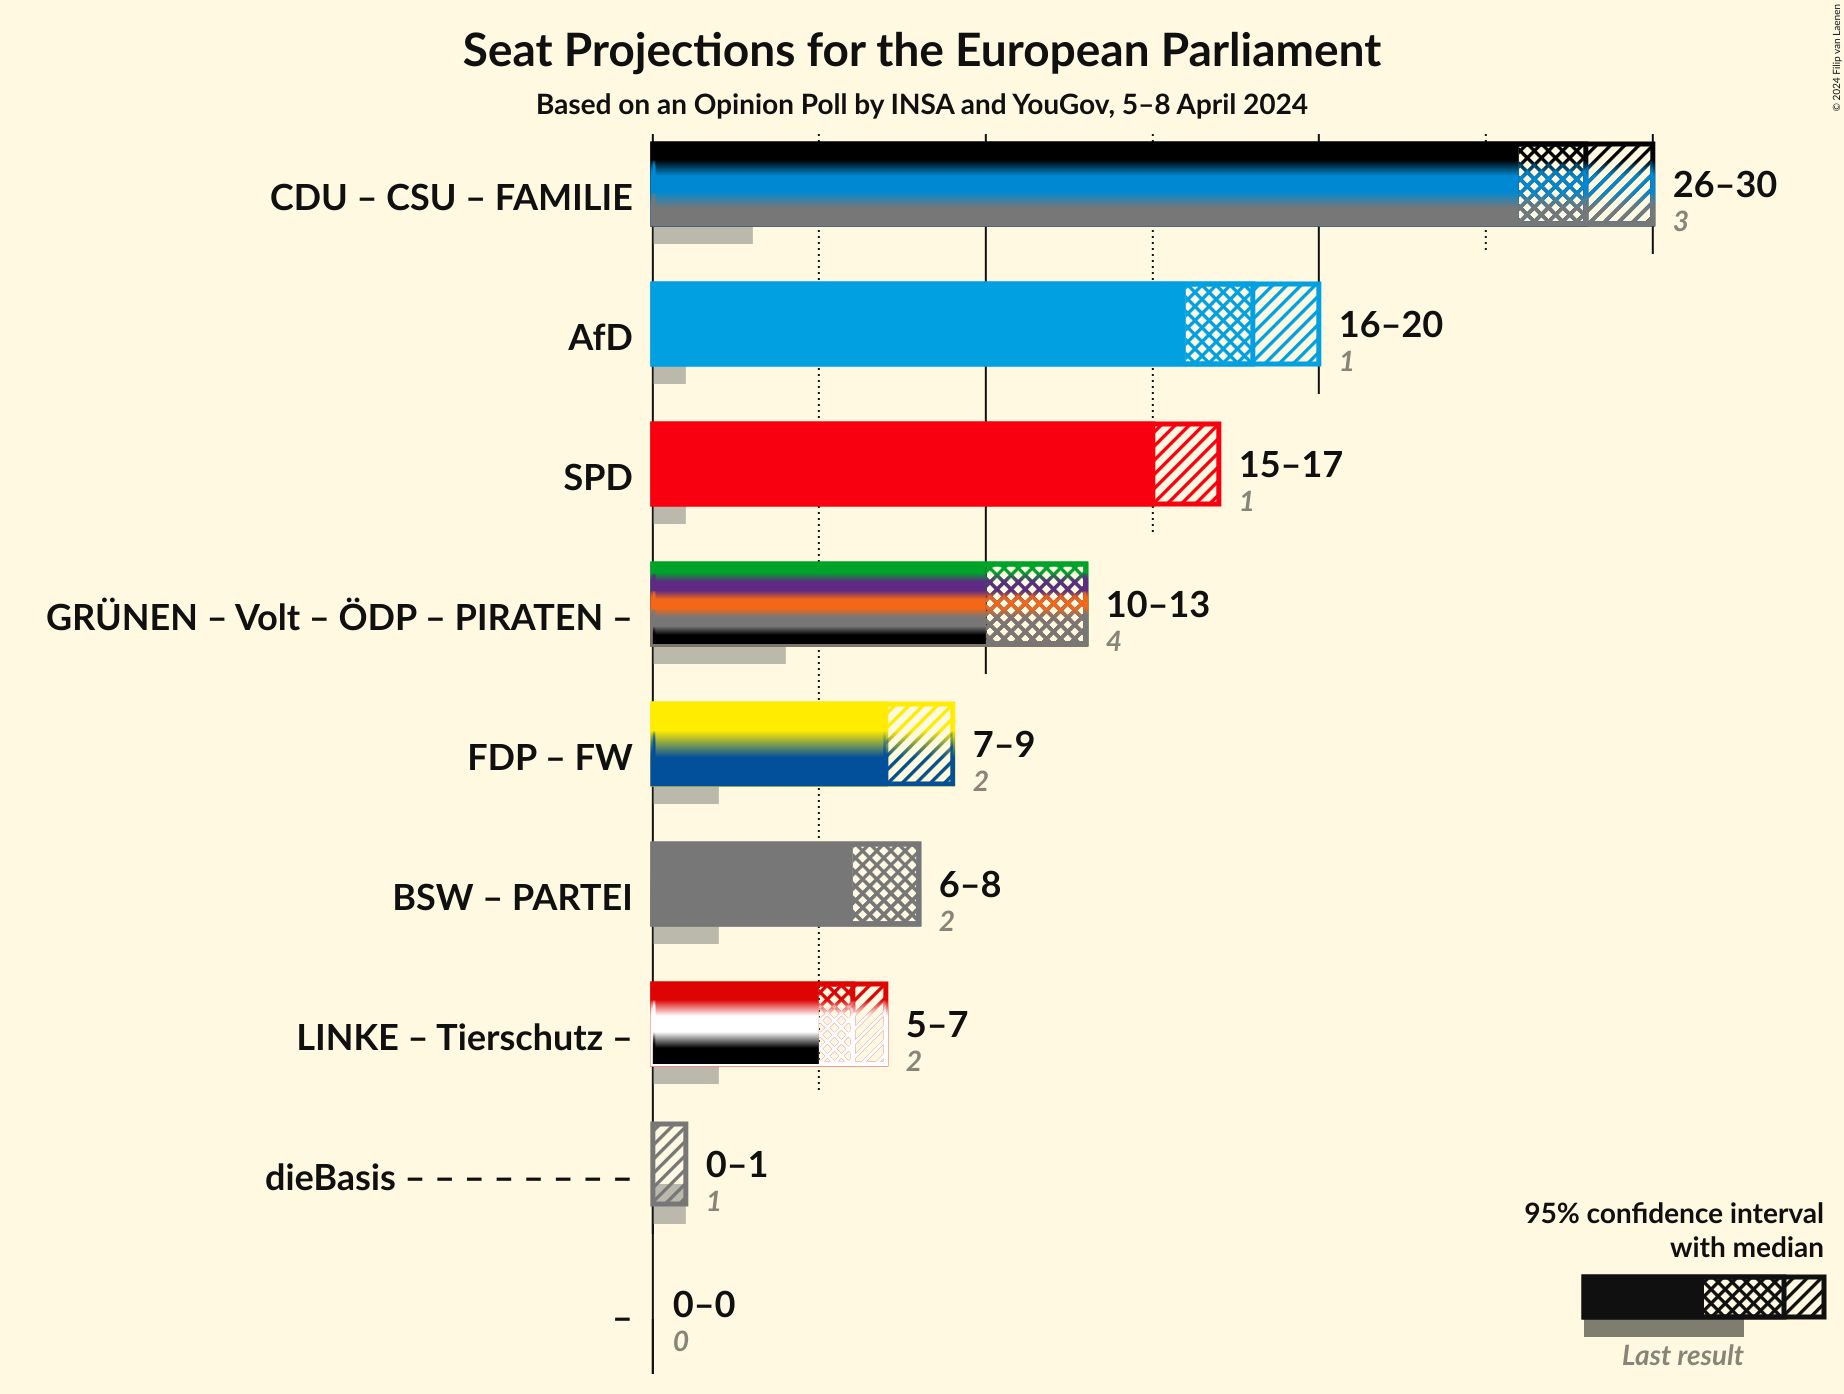 Seat Projections for the European Parliament
Based on an Opinion Poll by INSA and YouGov, 5–8 April 2024
© 2024 Filip van Laenen
CDU – CSU – FAMILIE
26–30
3
AfD
16–20
1
SPD
15–17
1
GRÜNEN – Volt – ÖDP – PIRATEN –
10–13
4
FDP – FW
7–9
2
BSW – PARTEI
6–8
2
LINKE – Tierschutz –
5–7
2
dieBasis – – – – – – – –
0–1
1
–
0–0
0
95% confidence interval
with median
Last result